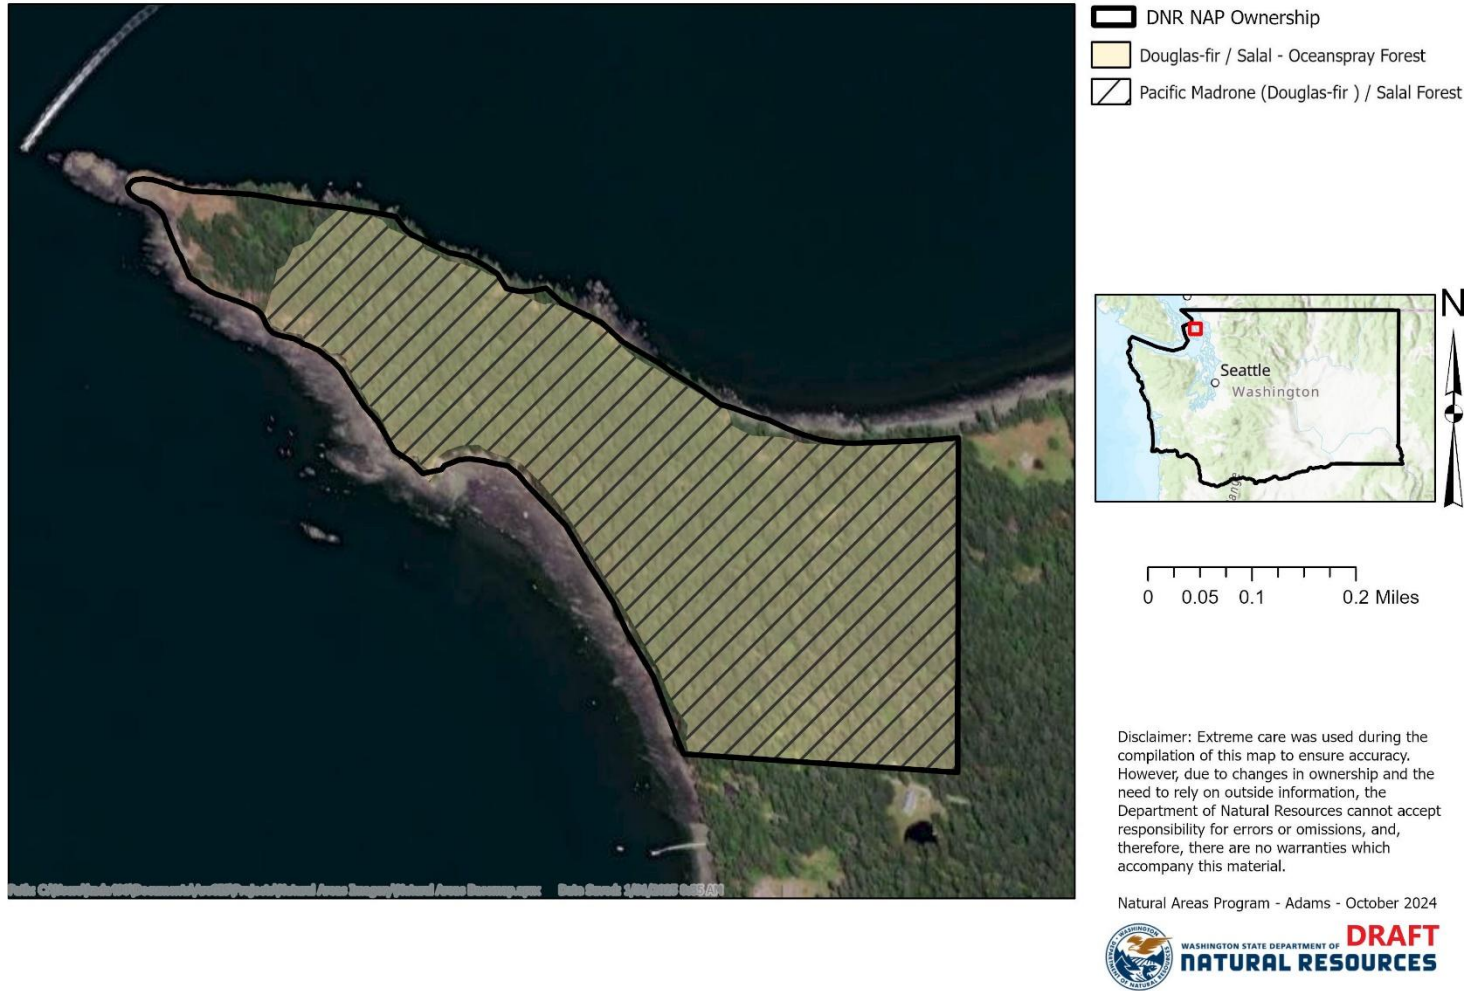 DNR NAP Ownership
Douglas-fir / Salal - Oceanspray Forest
Pacific Madrone (Douglas-fir ) / Salal Forest
N
Seattle
Washington
ange
0 0.05 0.1 0.2 Miles
Disclaimer: Extreme care was used during the
compilation of this map to ensure accuracy.
However, due to changes in ownership and the
need to rely on outside information, the
Department of Natural Resources cannot accept
responsibility for errors or omissions, and,
therefore, there are no warranties which
accompany this material.
Natural Areas Program - Adams - October 2024
DRAFT
WASHINGTON STATE DEPARTMENT OF
NATURAL RESOURCES